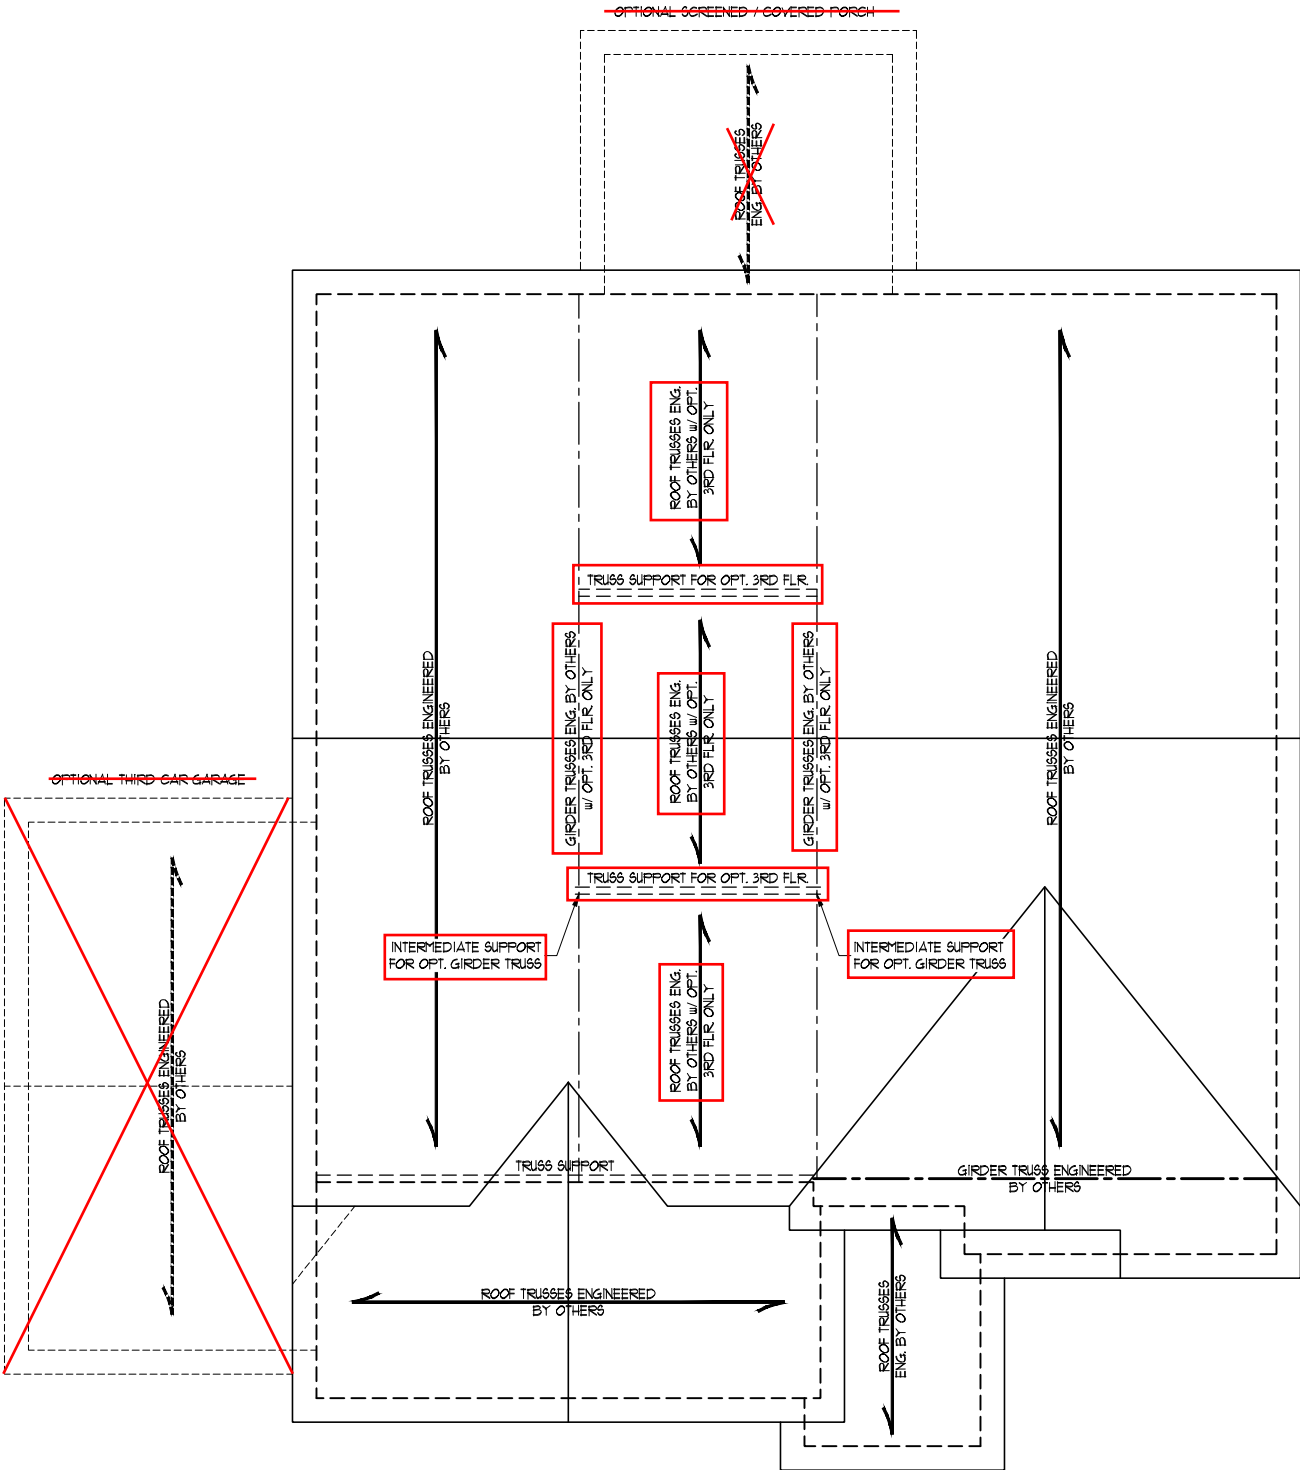 OPTIONAL SCREENED / COVERED PORCH
ROOF TRUSSES
ENG. BY OTHERS
ROOF TRUSSES ENG.
BY OTHERS w/ OPT.
3RD FLR. ONLY
TRUSS SUPPORT FOR OPT. 3RD FLR.
ROOF TRUSSES ENGINEERED
BY OTHERS
GIRDER TRUSSES ENG. BY OTHERS
w/ OPT. 3RD FLR. ONLY
ROOF TRUSSES ENG.
BY OTHERS w/ OPT.
3RD FLR. ONLY
GIRDER TRUSSES ENG. BY OTHERS
w/ OPT. 3RD FLR. ONLY
ROOF TRUSSES ENGINEERED
BY OTHERS
OPTIONAL THIRD CAR GARAGE
TRUSS SUPPORT FOR OPT. 3RD FLR.
INTERMEDIATE SUPPORT
FOR OPT. GIRDER TRUSS
INTERMEDIATE SUPPORT
FOR OPT. GIRDER TRUSS
ROOF TRUSSES ENG.
BY OTHERS w/ OPT.
3RD FLR. ONLY
ROOF TRUSSES ENGINEERED
BY OTHERS
TRUSS SUPPORT
GIRDER TRUSS ENGINEERED
BY OTHERS
ROOF TRUSSES ENGINEERED
BY OTHERS
ROOF TRUSSES
ENG. BY OTHERS